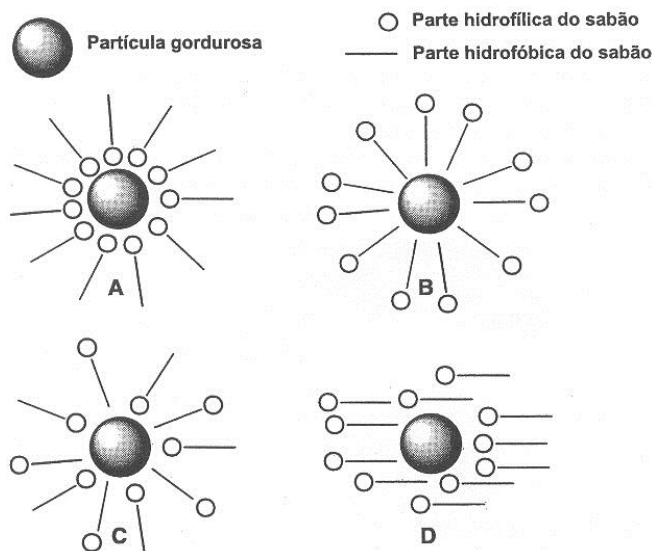 Partícula gordurosa
Parte hidrofílica do sabão
Parte hidrofóbica do sabão
A
B
C
D